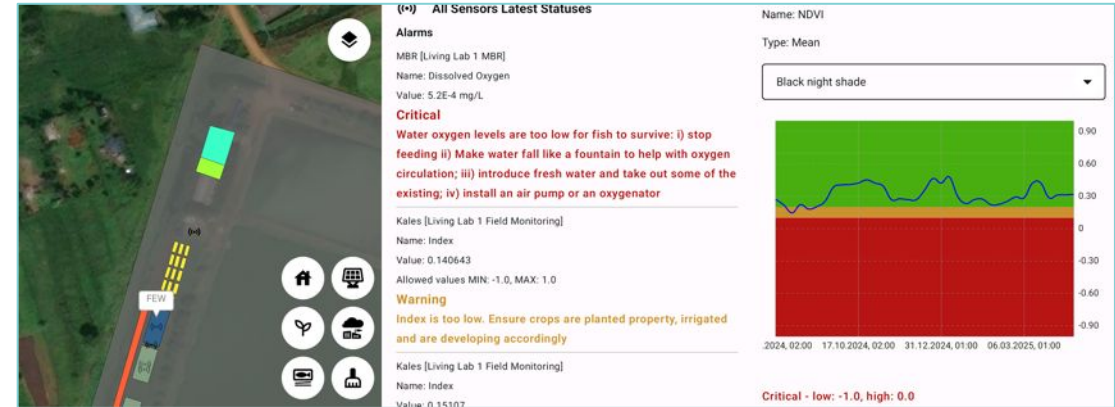 FEW
((•)) All Sensors Latest Statuses
Alarms
MBR [Living Lab 1 MBR]
Name: Dissolved Oxygen
Value: 5.2E-4 mg/L
Critical
Water oxygen levels are too low for fish to survive: i) stop
feeding ii) Make water fall like a fountain to help with oxygen
circulation; iii) introduce fresh water and take out some of the
existing; iv) install an air pump or an oxygenator
Kales [Living Lab 1 Field Monitoring]
Name: Index
Value: 0.140643
Allowed values MIN: -1.0, MAX: 1.0
Warning
Index is too low. Ensure crops are planted property, irrigated
and are developing accordingly
Kales [Living Lab 1 Field Monitoring]
Name: Index
Value: 0.15107
Name: NDVI
Type: Mean
Black night shade
0.90
0.60
0.30
0
-0.30
-0.60
-0.90
.2024, 02:00 17.10.2024, 02:00 31.12.2024, 01:00 06.03.2025, 01:00
Critical - low: -1.0, high: 0.0